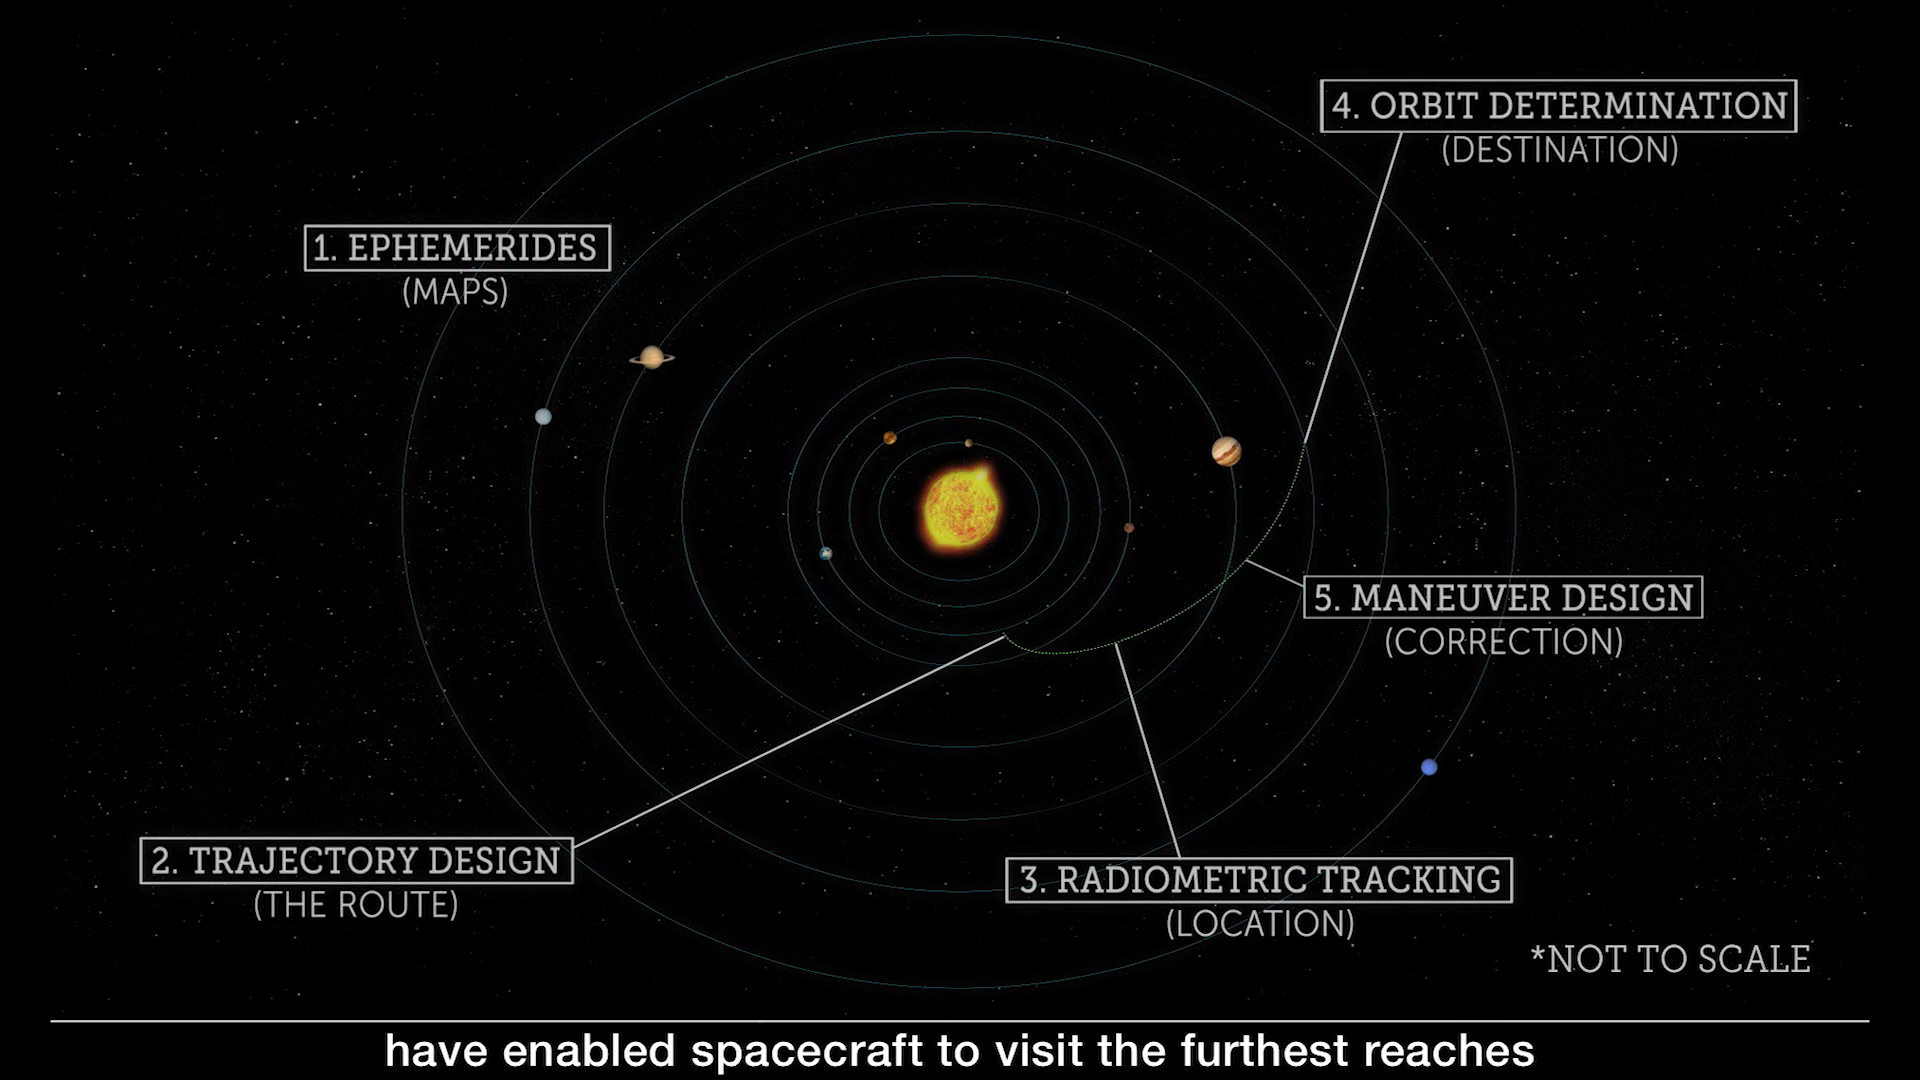 1. EPHEMERIDES
(MAPS)
2. TRAJECTORY DESIGN
(THE ROUTE)
3. RADIOMETRIC TRACKING
(LOCATION)
4. ORBIT DETERMINATION
(DESTINATION)
5. MANEUVER DESIGN
(CORRECTION)
*NOT TO SCALE
have enabled spacecraft to visit the furthest reaches